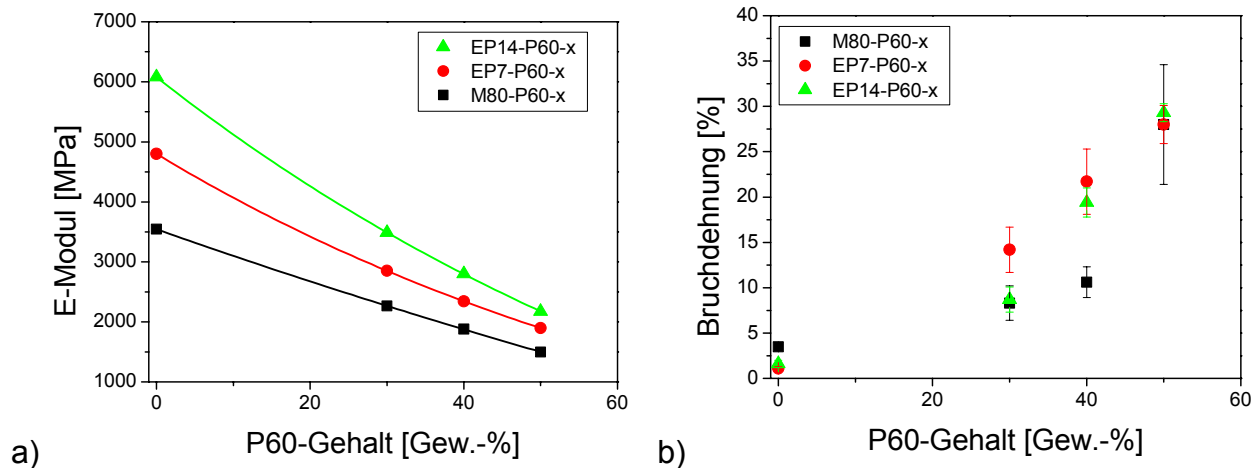 7000
6000
5000
4000
3000
2000
1000
E-Modul [MPa]
EP14-P60-x
EP7-P60-x
M80-P60-x
0 20 40 60
P60-Gehalt [Gew.-%]
a)
40
35
30
25
20
15
10
5
0
Bruchdehnung [%]
M80-P60-x
EP7-P60-x
EP14-P60-x
0 20 40 60
P60-Gehalt [Gew.-%]
b)